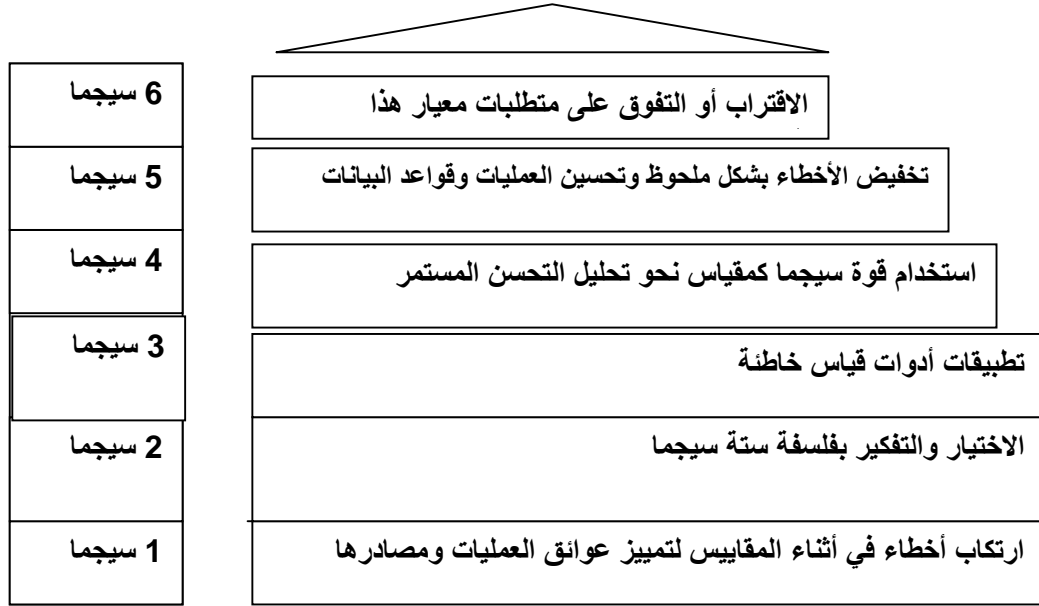 6 سيجما
الاقتراب أو التفوق على متطلبات معيار هذا
5 سيجما
تخفيض الأخطاء بشكل ملحوظ وتحسين العمليات وقواعد البيانات
4 سيجما
استخدام قوة سيجما كمقياس نحو تحليل التحسن المستمر
3 سيجما
تطبيقات أدوات قياس خاطئة
2 سيجما
الاختيار والتفكير بفلسفة ستة سيجما
1 سيجما
ارتكاب أخطاء في أثناء المقاييس لتمييز عوائق العمليات ومصادرها